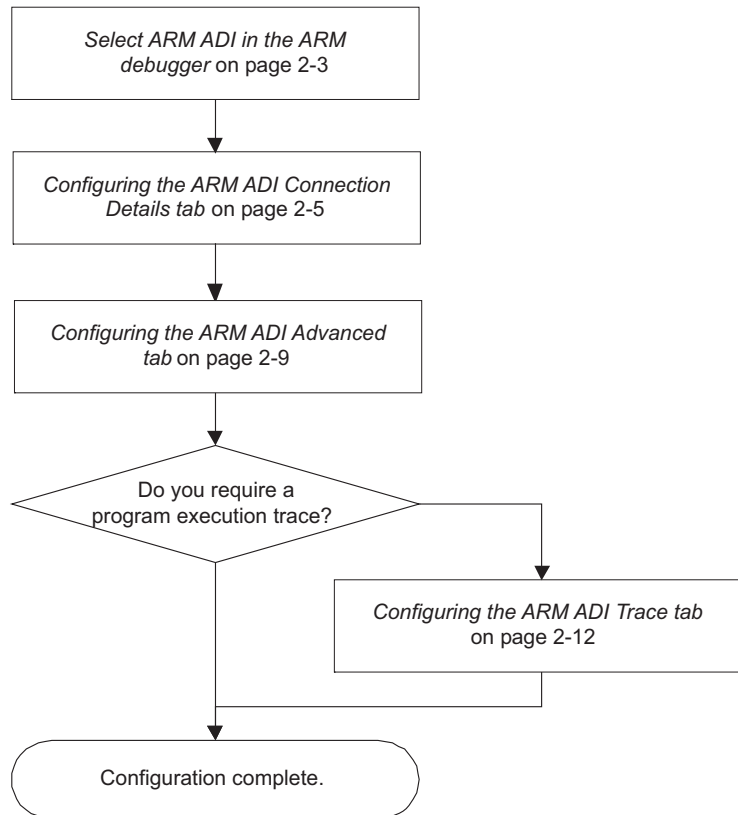 Select ARM ADI in the ARM
debugger on page 2-3
Configuring the ARM ADI Connection
Details tab on page 2-5
Configuring the ARM ADI Advanced
tab on page 2-9
Do you require a
program execution trace?
Configuring the ARM ADI Trace tab
on page 2-12
Configuration complete.